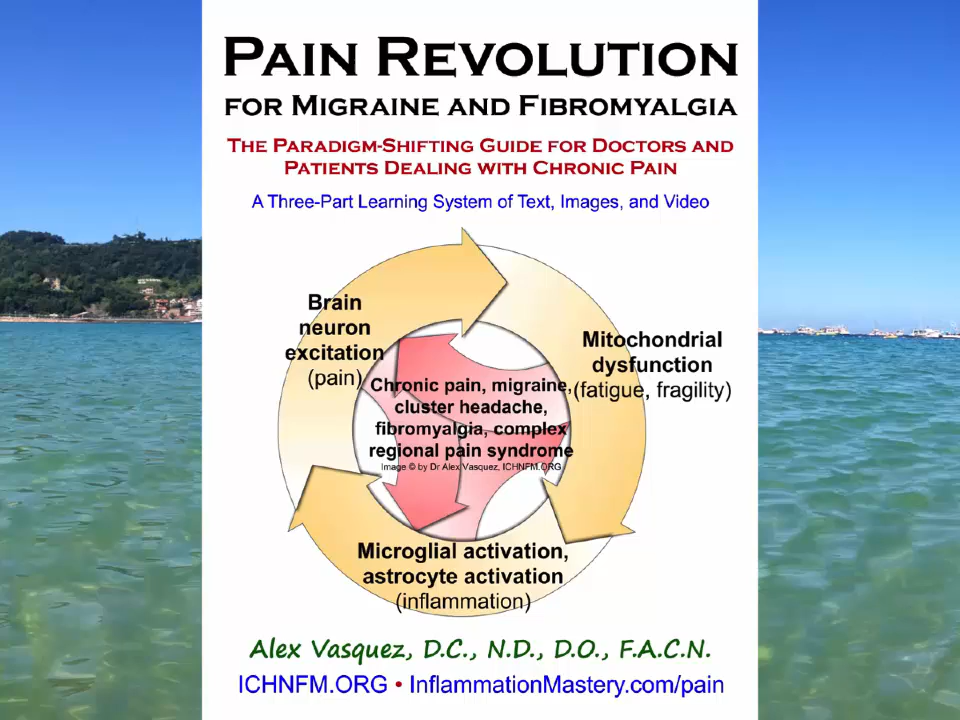 PAIN REVOLUTION
FOR MIGRAINE AND FIBROMYALGIA
THE PARADIGM-SHIFTING GUIDE FOR DOCTORS AND
PATIENTS DEALING WITH CHRONIC PAIN
A Three-Part Learning System of Text, Images, and Video
Brain
neuron
excitation
(pain)
Mitochondrial
dysfunction
(fatigue, fragility)
Chronic pain, migraine,
cluster headache,
fibromyalgia, complex
regional pain syndrome
Image © by Dr Alex Vasquez, ICHNFM.ORG
Microglial activation,
astrocyte activation
(inflammation)
Alex Vasquez, D.C., N.D., D.O., F.A.C.N.
ICHNFM.ORG • InflammationMastery.com/pain